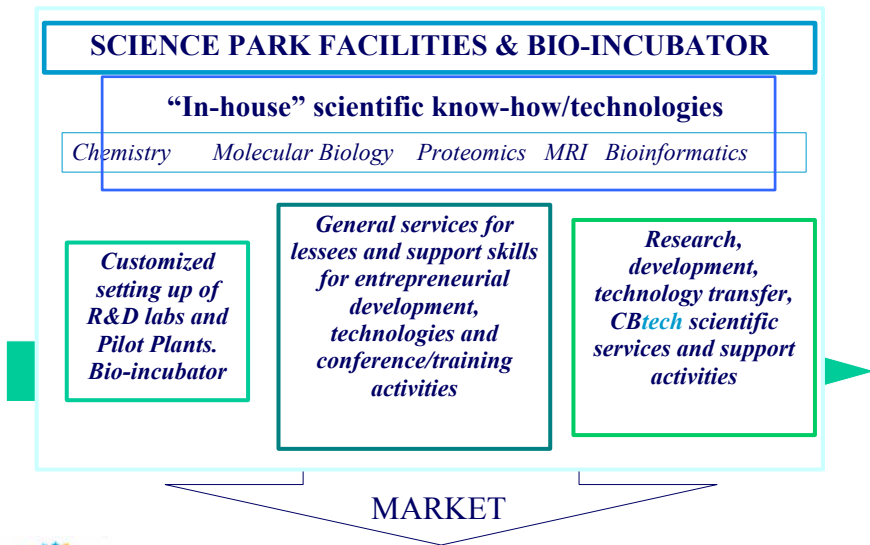 SCIENCE PARK FACILITIES & BIO-INCUBATOR
“In-house” scientific know-how/technologies
Chemistry Molecular Biology Proteomics MRI Bioinformatics
Customized
setting up of
R&D labs and
Pilot Plants.
Bio-incubator
General services for
lessees and support skills
for entrepreneurial
development,
technologies and
conference/training
activities
Research,
development,
technology transfer,
CBtech scientific
services and support
activities
MARKET